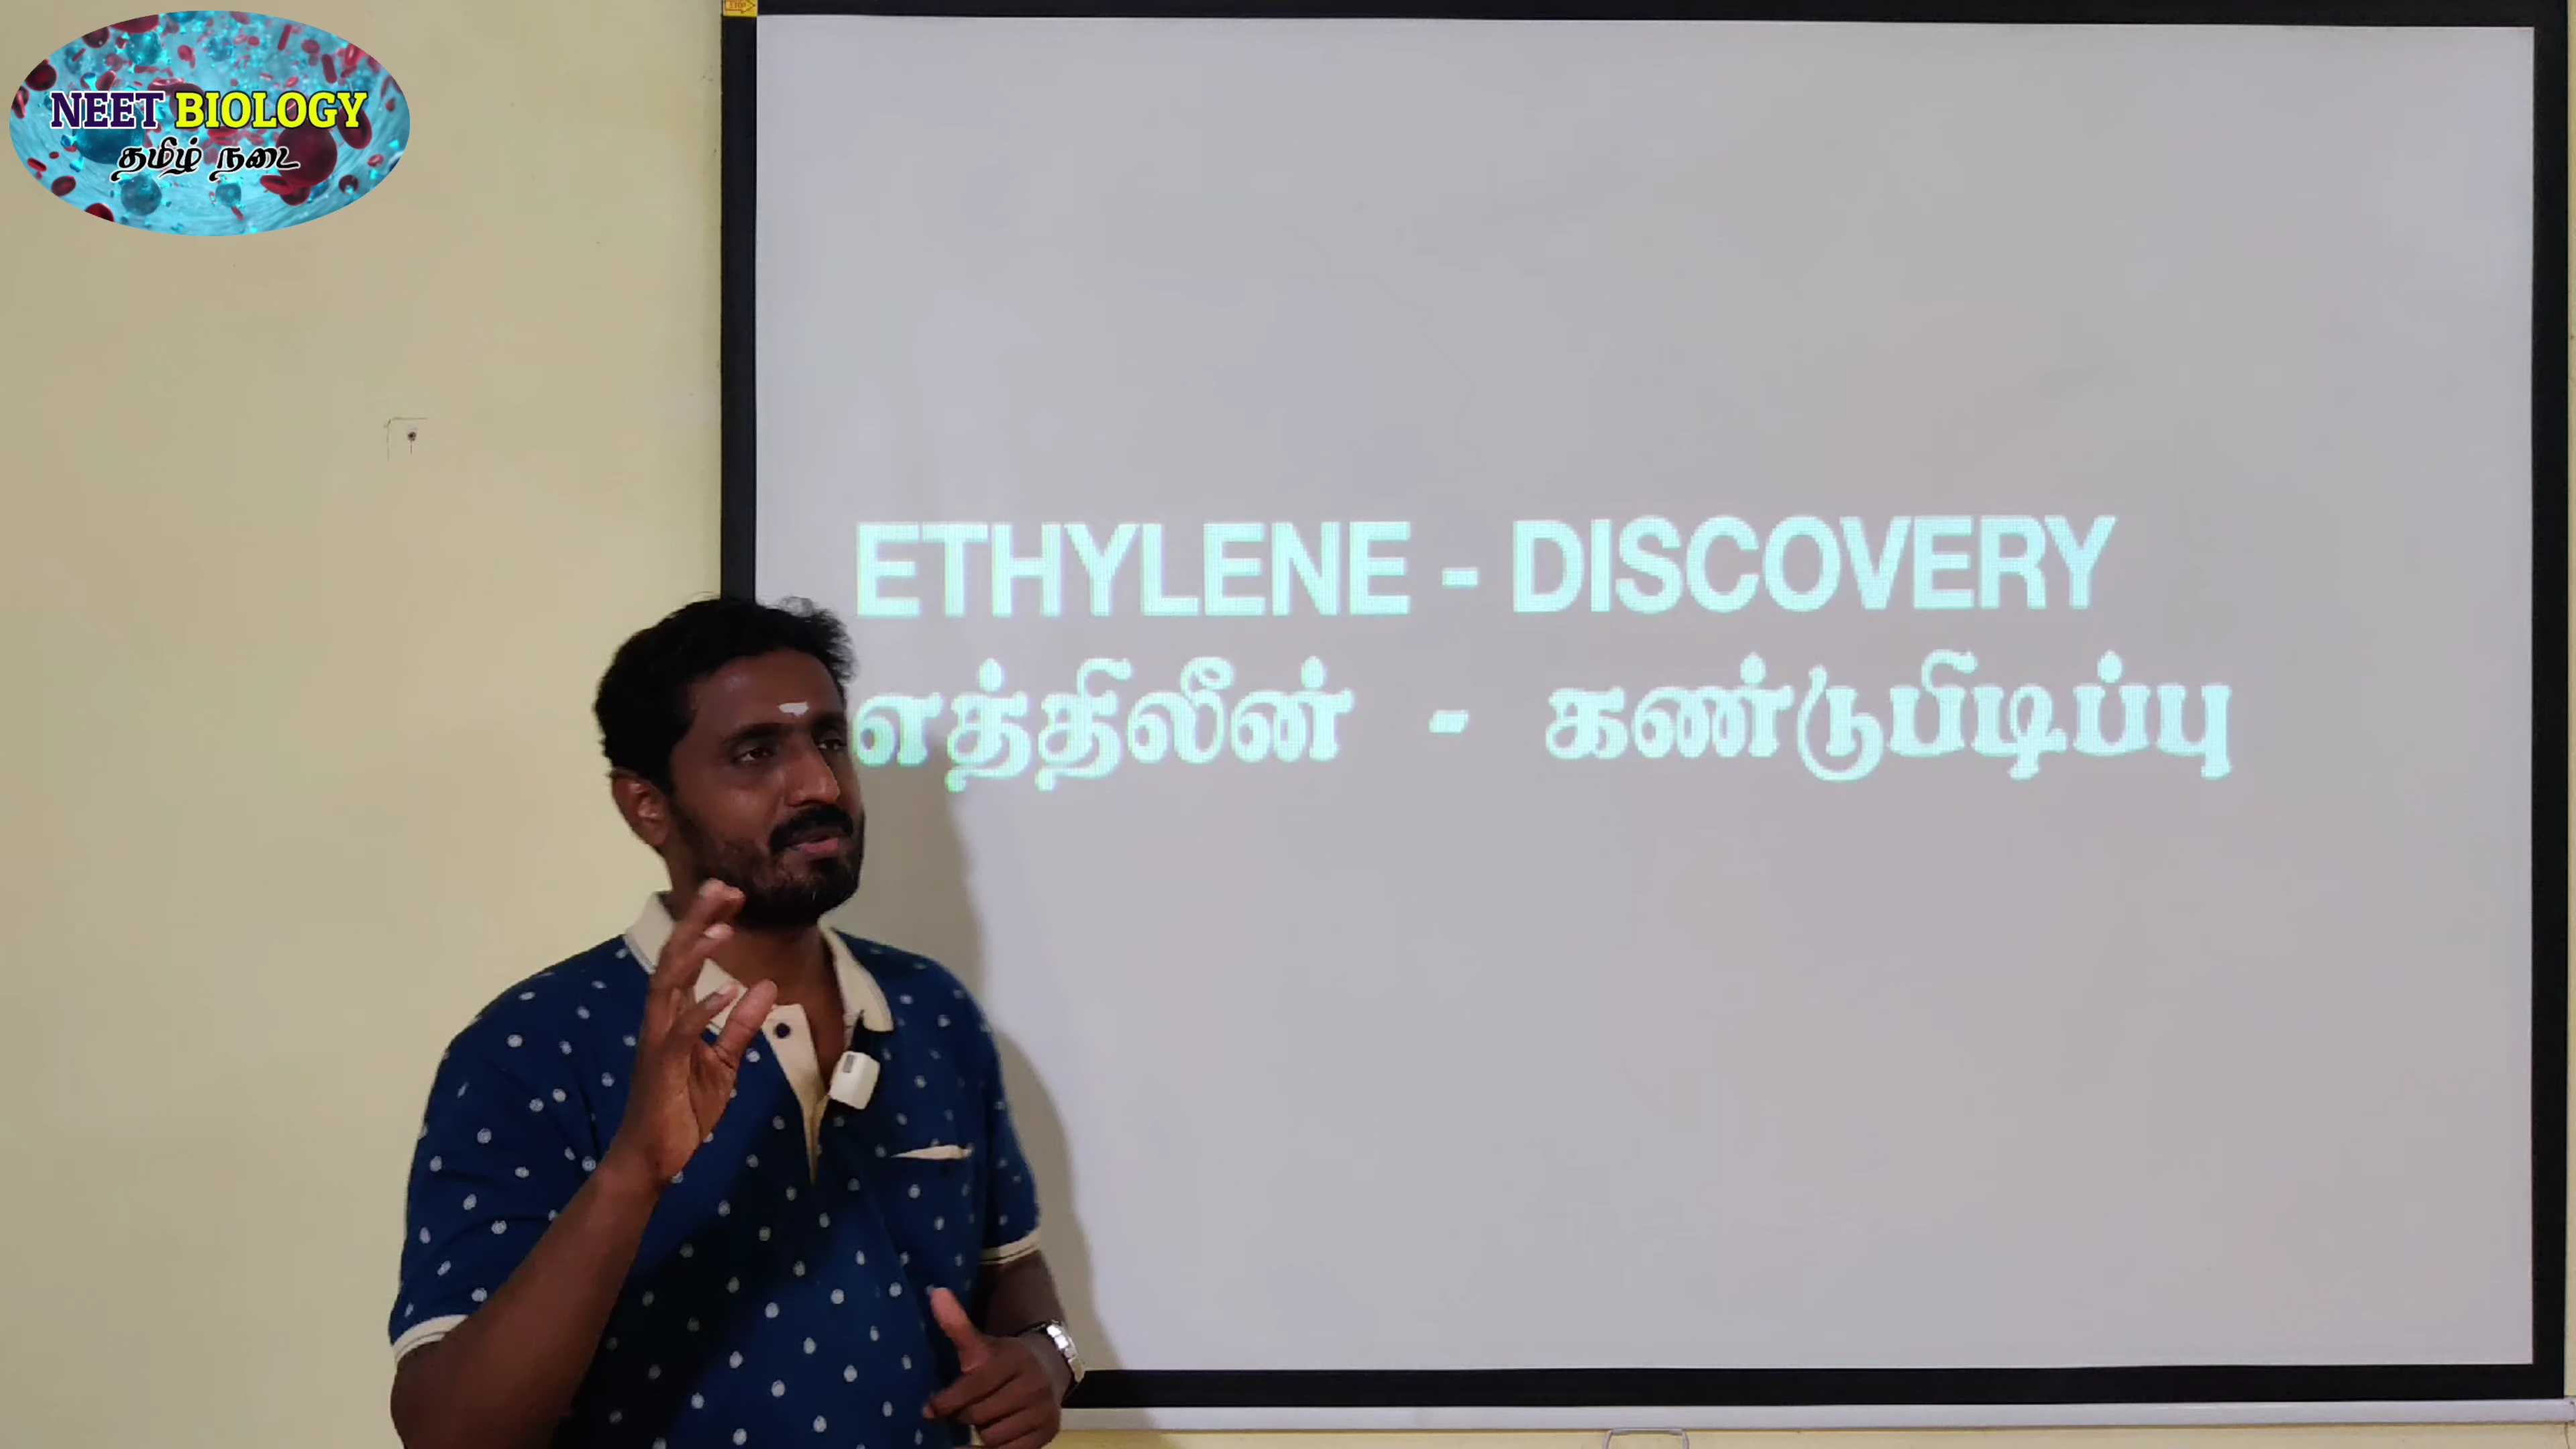 NEET BIOLOGY
தமிழ் நடை
ETHYLENE - DISCOVERY
எத்திலீன் - கண்டுபிடிப்பு